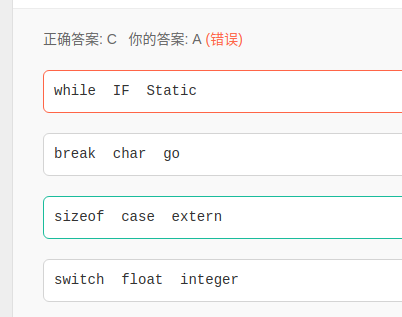 正确答案: C 你的答案: A (错误)
while IF Static
break char go
sizeof case extern
switch float integer